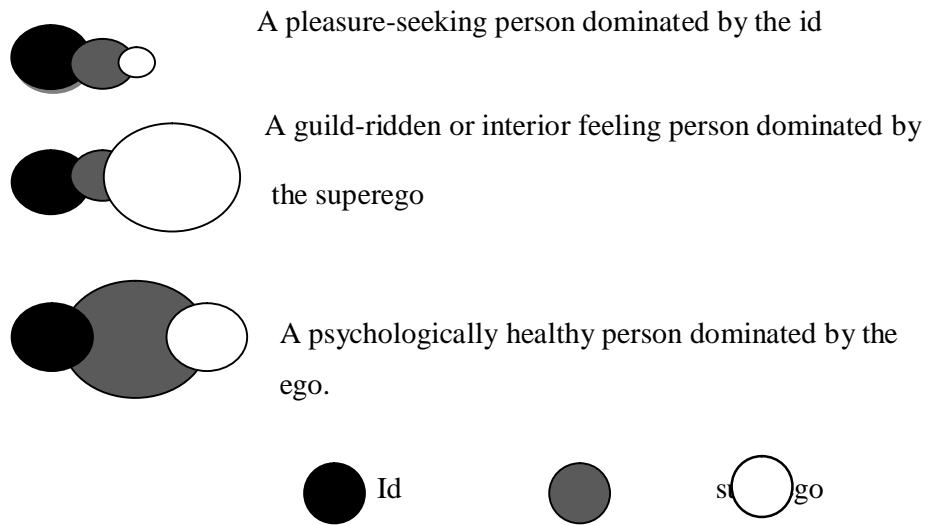 A pleasure-seeking person dominated by the id
A guild-ridden or interior feeling person dominated by
the superego
A psychologically healthy person dominated by the
ego.
Id